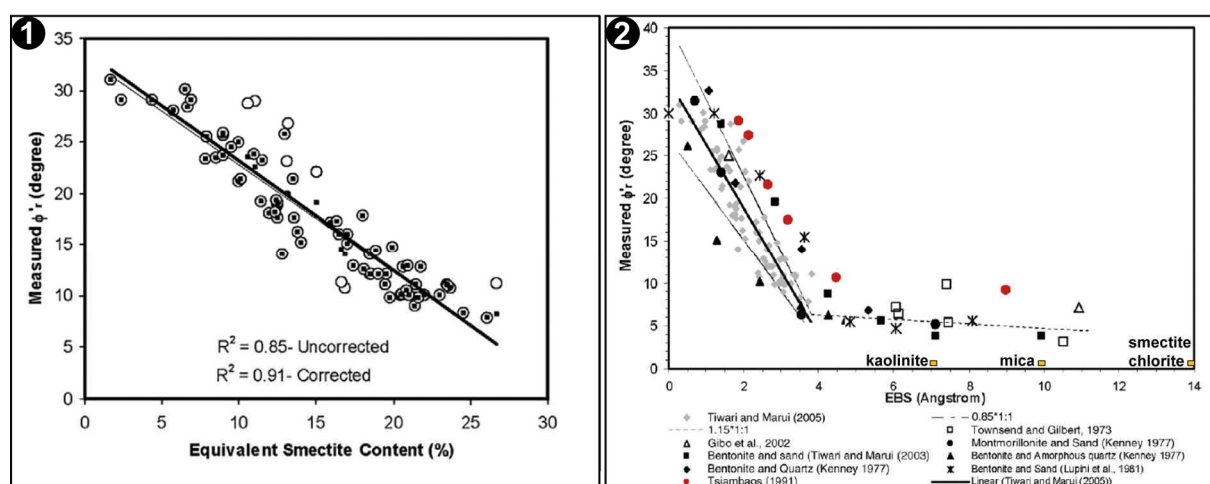 1
35
30
25
20
15
10
5
0
Measured ϕ'r (degree)
R² = 0.85- Uncorrected
R² = 0.91- Corrected
0 5 10 15 20 25 30
Equivalent Smectite Content (%)
2
40
35
30
25
20
15
10
5
0
Measured ϕ'r (degree)
kaolinite
mica
smectite
chlorite
0 2 4 6 8 10 12 14
EBS (Angstrom)
Tiwari and Marui (2005)
1.15*1:1
Gibo et al., 2002
Bentonite and sand (Tiwari and Marui (2003)
Bentonite and Quartz (Kenney 1977)
Tsiambaos (1991)
0.85*1:1
Townsend and Gilbert, 1973
Montmorillonite and Sand (Kenney 1977)
Bentonite and Amorphous quartz (Kenney 1977)
Bentonite and Sand (Lupini et al., 1981)
Linear (Tiwari and Marui (2005))